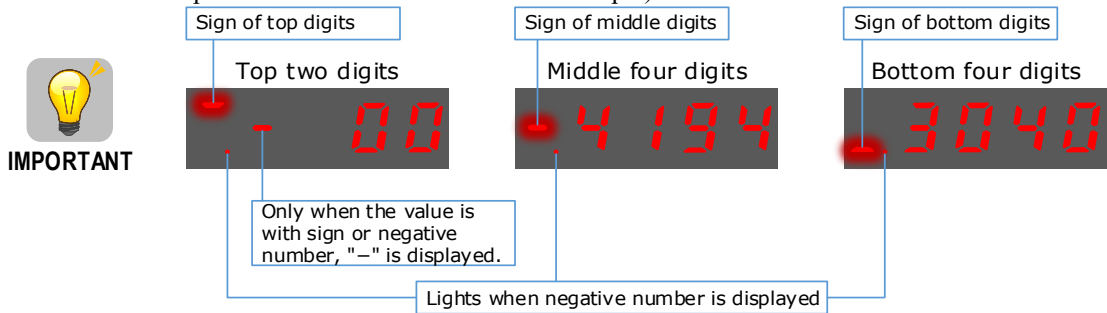 Sign of top digits
Sign of middle digits
Sign of bottom digits
Top two digits
Middle four digits
Bottom four digits
- 00
4194
3040
IMPORTANT
Only when the value is
with sign or negative
number, "−" is displayed.
Lights when negative number is displayed